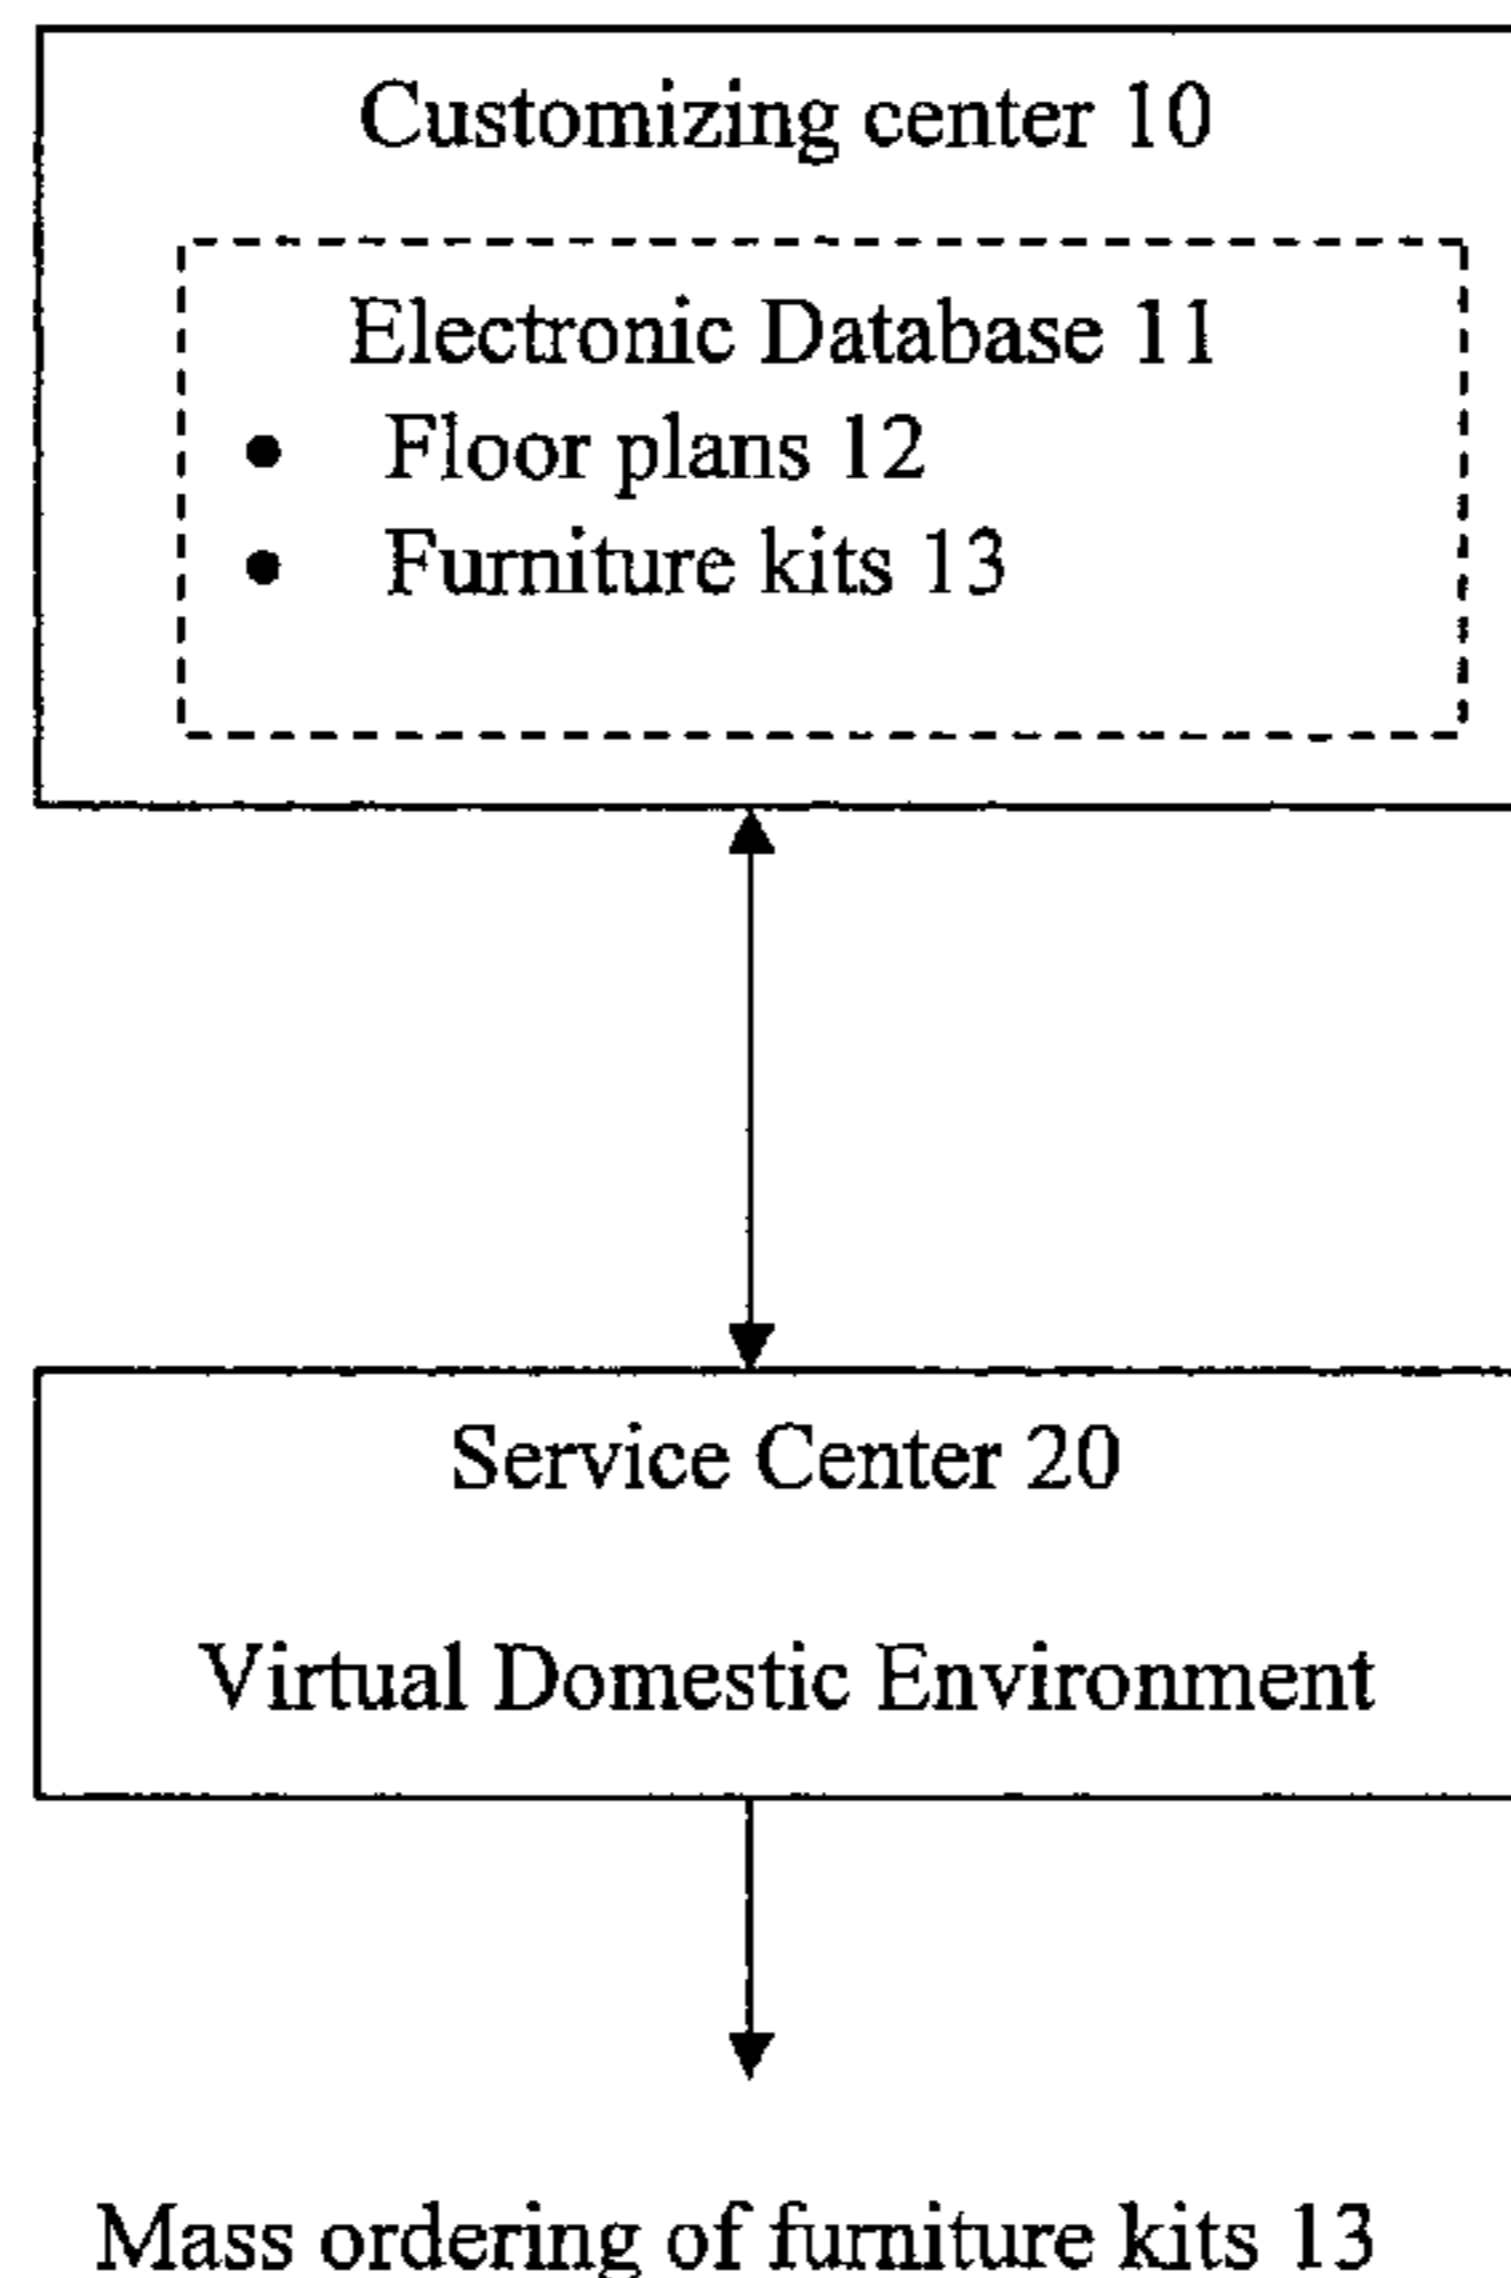 Customizing center 10
Electronic Database 11
● Floor plans 12
● Furniture kits 13
Service Center 20
Virtual Domestic Environment
Mass ordering of furniture kits 13